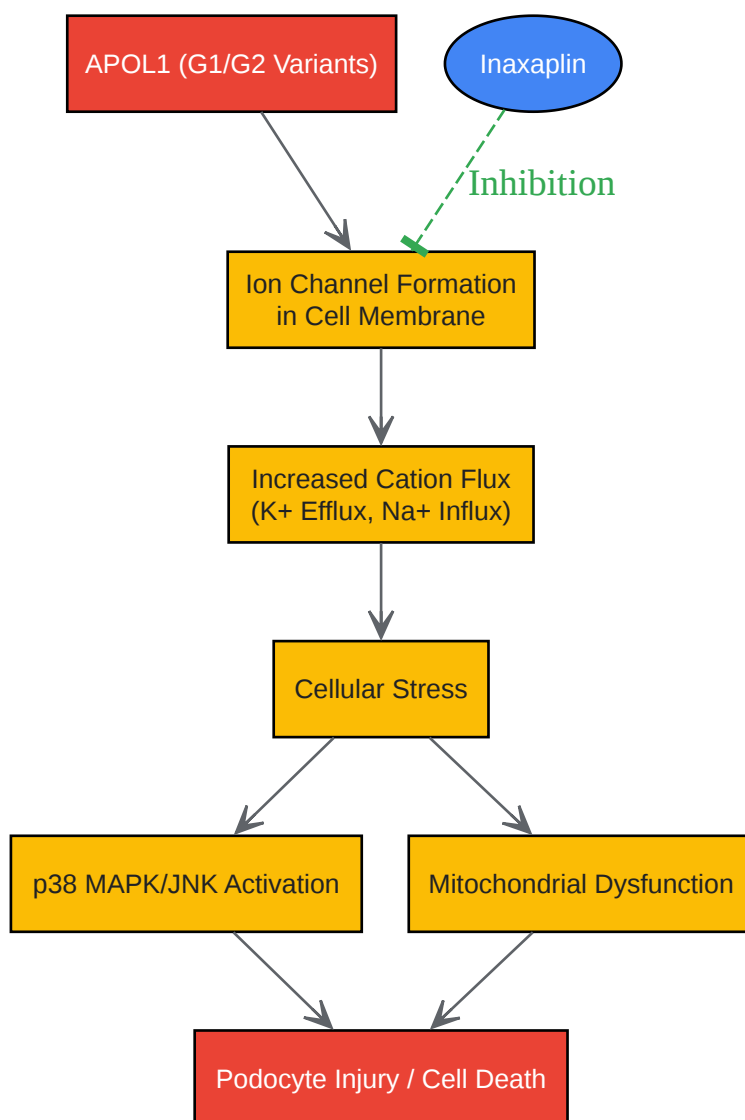 APOL1 (G1/G2 Variants)
Inaxaplin
Inhibition
Ion Channel Formation
in Cell Membrane
Increased Cation Flux
(K+ Efflux, Na+ Influx)
Cellular Stress
p38 MAPK/JNK Activation
Mitochondrial Dysfunction
Podocyte Injury / Cell Death